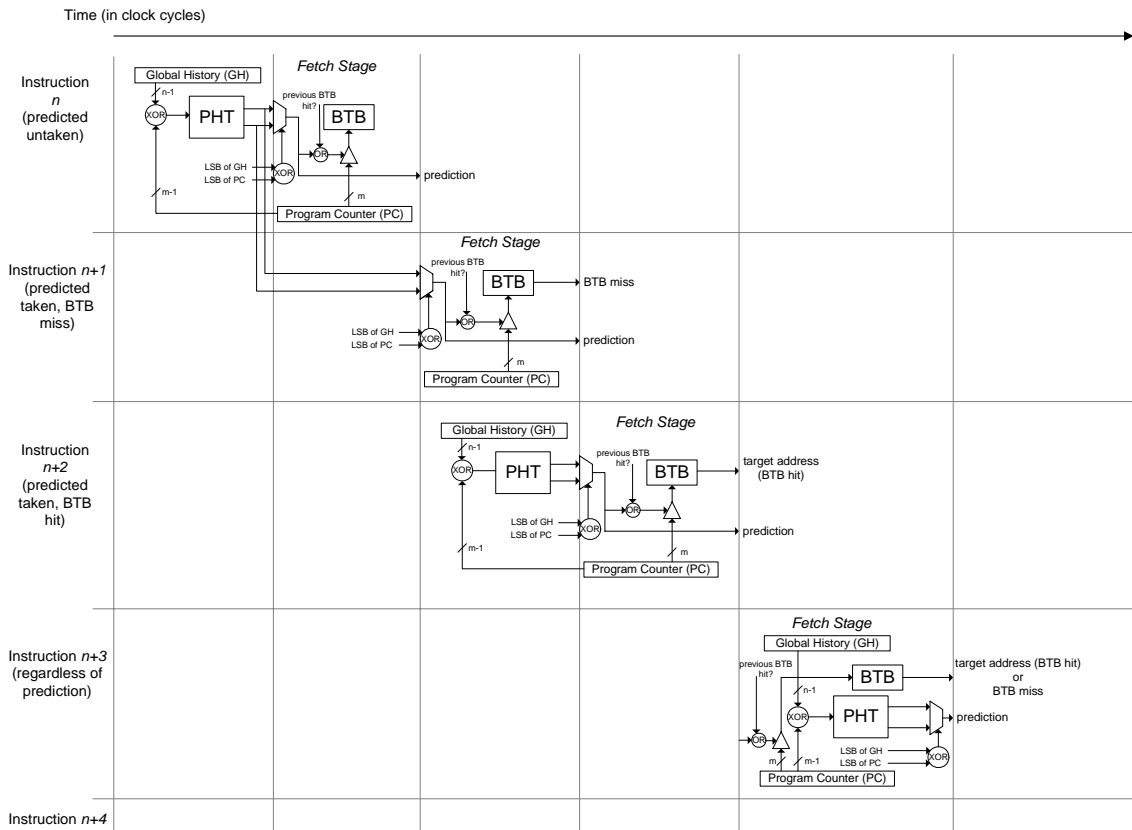 Time (in clock cycles)
Instruction
n
(predicted
untaken)
Fetch Stage
Global History (GH)
n-1
XOR
PHT
previous BTB
hit?
BTB
OR
LSB of GH
LSB of PC
XOR
prediction
m-1
m
Program Counter (PC)
Instruction n+1
(predicted
taken, BTB
miss)
Fetch Stage
previous BTB
hit?
BTB
BTB miss
OR
LSB of GH
LSB of PC
XOR
prediction
m
Program Counter (PC)
Instruction
n+2
(predicted
taken, BTB
hit)
Fetch Stage
Global History (GH)
n-1
XOR
PHT
previous BTB
hit?
BTB
target address
(BTB hit)
OR
LSB of GH
LSB of PC
XOR
prediction
m-1
m
Program Counter (PC)
Instruction n+3
(regardless of
prediction)
Fetch Stage
Global History (GH)
previous BTB
hit?
n-1
BTB
target address (BTB hit)
or
BTB miss
XOR
PHT
prediction
OR
LSB of GH
LSB of PC
XOR
m
m-1
Program Counter (PC)
Instruction n+4